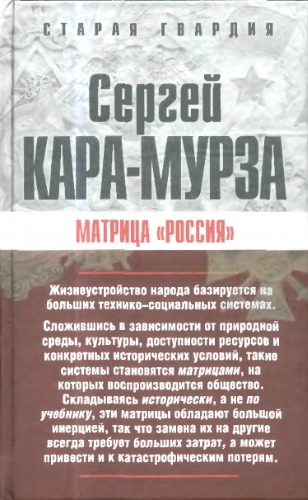 СТАРАЯ ГВАРДИЯ
Сергей
КАРА-МУРЗА
МАТРИЦА «РОССИЯ»
Жизнеустройство народа базируется на
больших технико-социальных системах.
Сложившись в зависимости от природной
среды, культуры, доступности ресурсов и
конкретных исторических условий, такие
системы становятся матрицами, на
которых воспроизводится общество.
Складываясь исторически, а не по
учебнику, эти матрицы обладают большой
инерцией, так что замена их на другие
всегда требует больших затрат, а может
привести и к катастрофическим потерям.